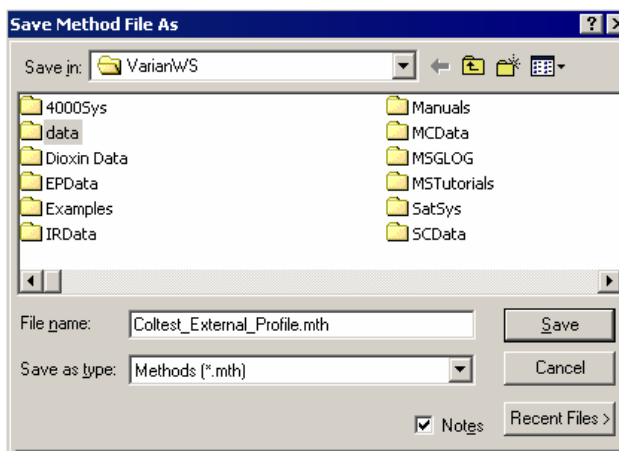 Save Method File As
Save in: VarianWS
4000Sys
data
Dioxin Data
EPData
Examples
IRData
Manuals
MCData
MSGLOG
MSTutorials
SatSys
SCData
File name: Coltest_External_Profile.mth Save
Save as type: Methods (*.mth) Cancel
Notes Recent Files >